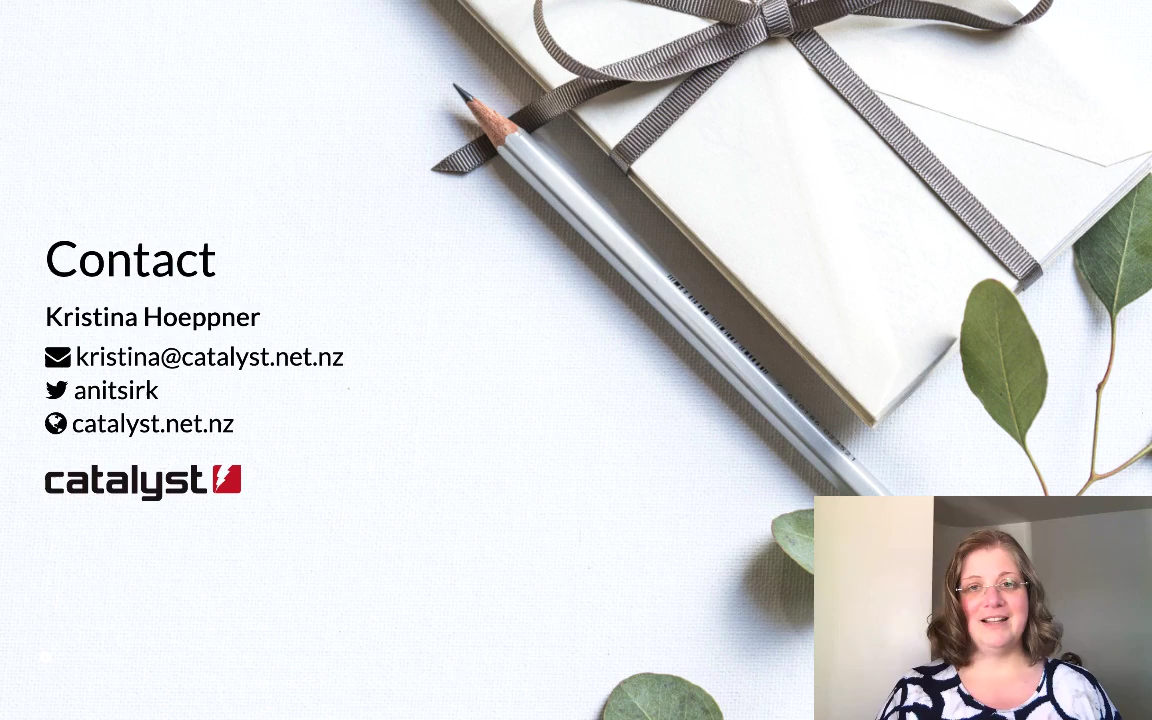 Contact
Kristina Hoeppner
kristina@catalyst.net.nz
anitsirk
catalyst.net.nz
catalyst